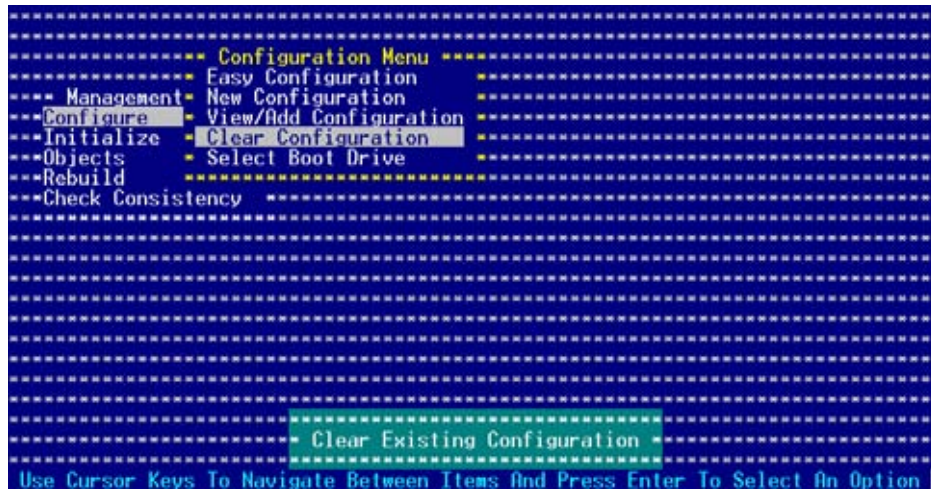 Configuration Menu
Easy Configuration
Management
New Configuration
Configure
View/Add Configuration
Initialize
Clear Configuration
Objects
Select Boot Drive
Rebuild
Check Consistency
Clear Existing Configuration
Use Cursor Keys To Navigate Between Items And Press Enter To Select An Option